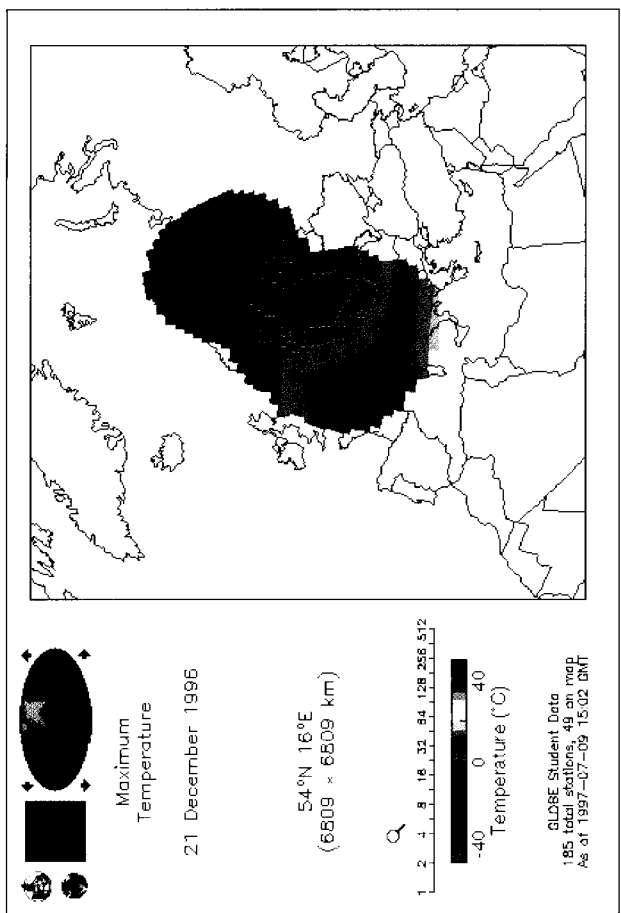 Maximum
Temperature
21 December 1996
54°N 16°E
(6809 × 6809 km)
1 2 4 8 16 32 64 128 256 512
-40 0 40
Temperature (°C)
GLOBE Student Data
185 total stations, 49 on map
As of 1997-07-09 15:02 GMT